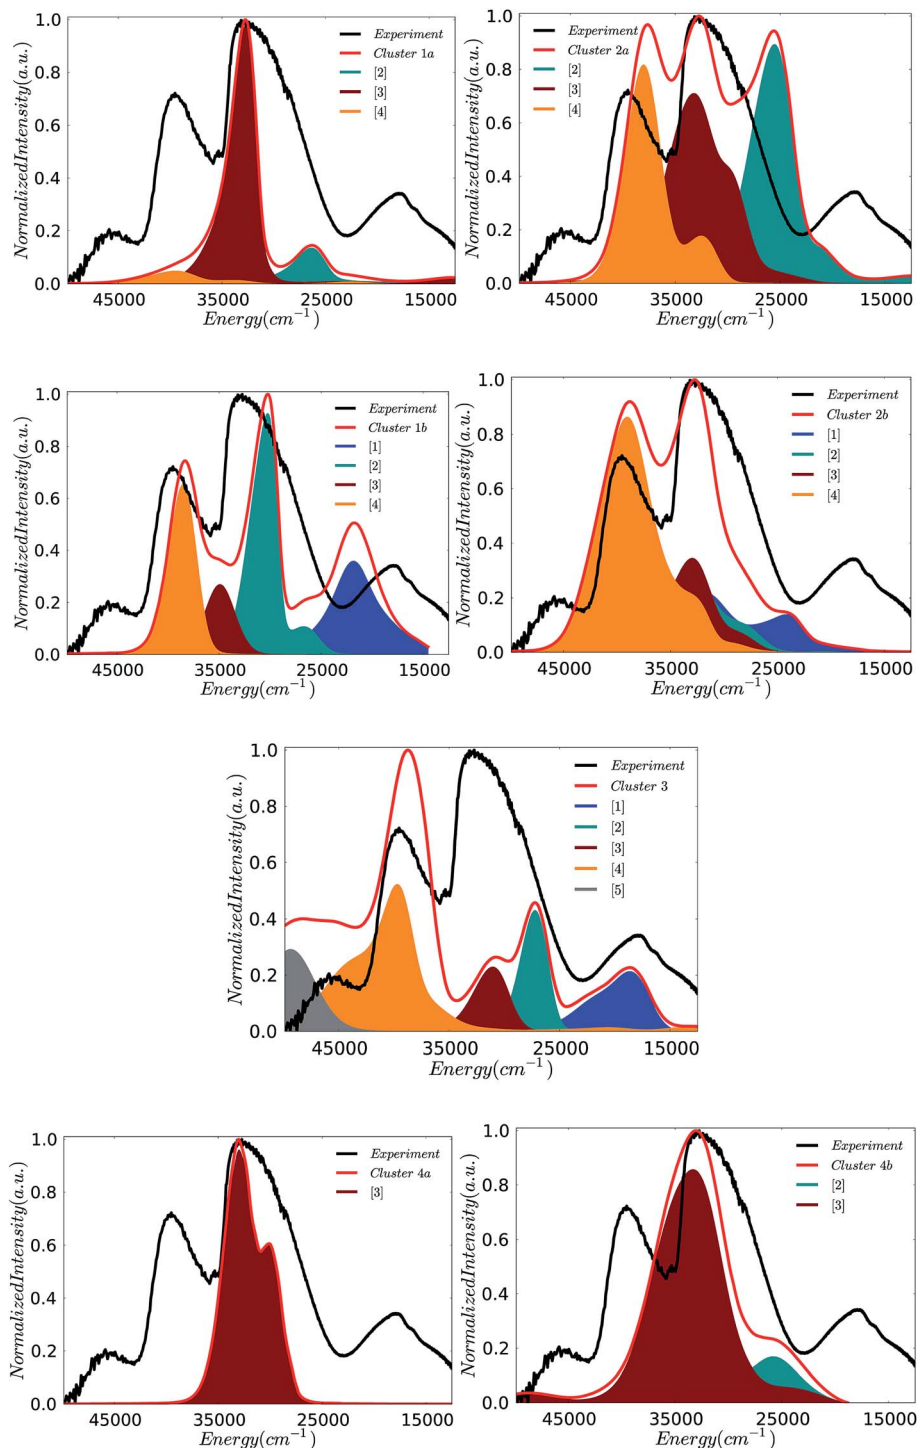 1.0
0.8
0.6
0.4
0.2
0.0
NormalizedIntensity(a.u.)
Experiment
Cluster 1a
[2]
[3]
[4]
45000 35000 25000 15000
Energy(cm⁻¹)
1.0
0.8
0.6
0.4
0.2
0.0
NormalizedIntensity(a.u.)
Experiment
Cluster 2a
[2]
[3]
[4]
45000 35000 25000 15000
Energy(cm⁻¹)
1.0
0.8
0.6
0.4
0.2
0.0
NormalizedIntensity(a.u.)
Experiment
Cluster 1b
[1]
[2]
[3]
[4]
45000 35000 25000 15000
Energy(cm⁻¹)
1.0
0.8
0.6
0.4
0.2
0.0
NormalizedIntensity(a.u.)
Experiment
Cluster 2b
[1]
[2]
[3]
[4]
45000 35000 25000 15000
Energy(cm⁻¹)
1.0
0.8
0.6
0.4
0.2
0.0
NormalizedIntensity(a.u.)
Experiment
Cluster 3
[1]
[2]
[3]
[4]
[5]
45000 35000 25000 15000
Energy(cm⁻¹)
1.0
0.8
0.6
0.4
0.2
0.0
NormalizedIntensity(a.u.)
Experiment
Cluster 4a
[3]
45000 35000 25000 15000
Energy(cm⁻¹)
1.0
0.8
0.6
0.4
0.2
0.0
NormalizedIntensity(a.u.)
Experiment
Cluster 4b
[2]
[3]
45000 35000 25000 15000
Energy(cm⁻¹)